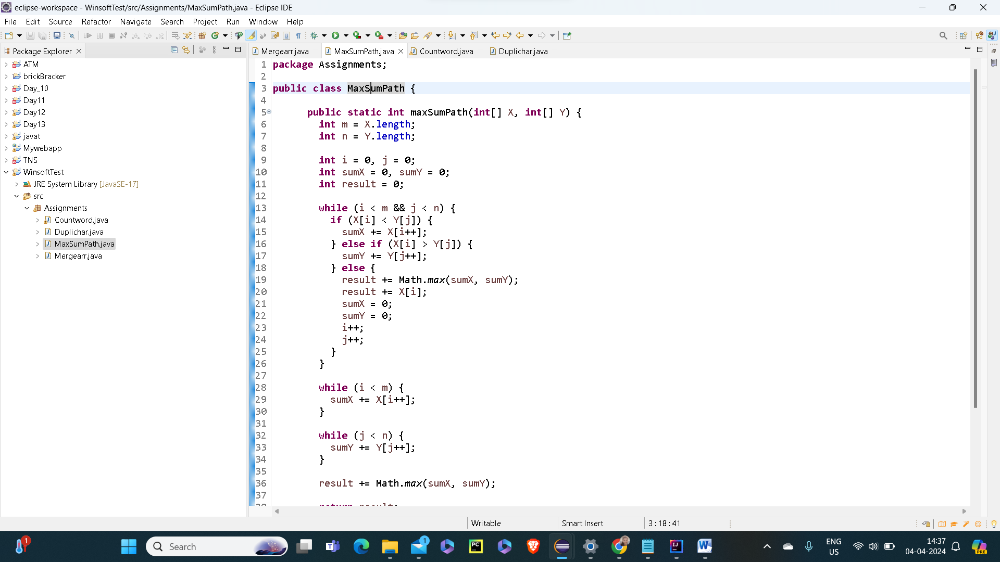 eclipse-workspace - WinsoftTest/src/Assignments/MaxSumPath.java - Eclipse IDE
File Edit Source Refactor Navigate Search Project Run Window Help
Package Explorer
ATM
brickBracker
Day_10
Day11
Day12
Day13
javat
Mywebapp
TNS
WinsoftTest
JRE System Library [JavaSE-17]
src
Assignments
Countword.java
Duplichar.java
MaxSumPath.java
Mergearr.java
Mergearr.java MaxSumPath.java Countword.java Duplichar.java
1 package Assignments;
2
3 public class MaxSumPath {
4
5 public static int maxSumPath(int[] X, int[] Y) {
6 int m = X.length;
7 int n = Y.length;
8
9 int i = 0, j = 0;
10 int sumX = 0, sumY = 0;
11 int result = 0;
12
13 while (i < m && j < n) {
14 if (X[i] < Y[j]) {
15 sumX += X[i++];
16 } else if (X[i] > Y[j]) {
17 sumY += Y[j++];
18 } else {
19 result += Math.max(sumX, sumY);
20 result += X[i];
21 sumX = 0;
22 sumY = 0;
23 i++;
24 j++;
25 }
26 }
27
28 while (i < m) {
29 sumX += X[i++];
30 }
31
32 while (j < n) {
33 sumY += Y[j++];
34 }
35
36 result += Math.max(sumX, sumY);
37
38 return result;
Writable Smart Insert 3 : 18 : 41
1
Search
1
PC
IJ
W
ENG
US
14:37
04-04-2024
PRE